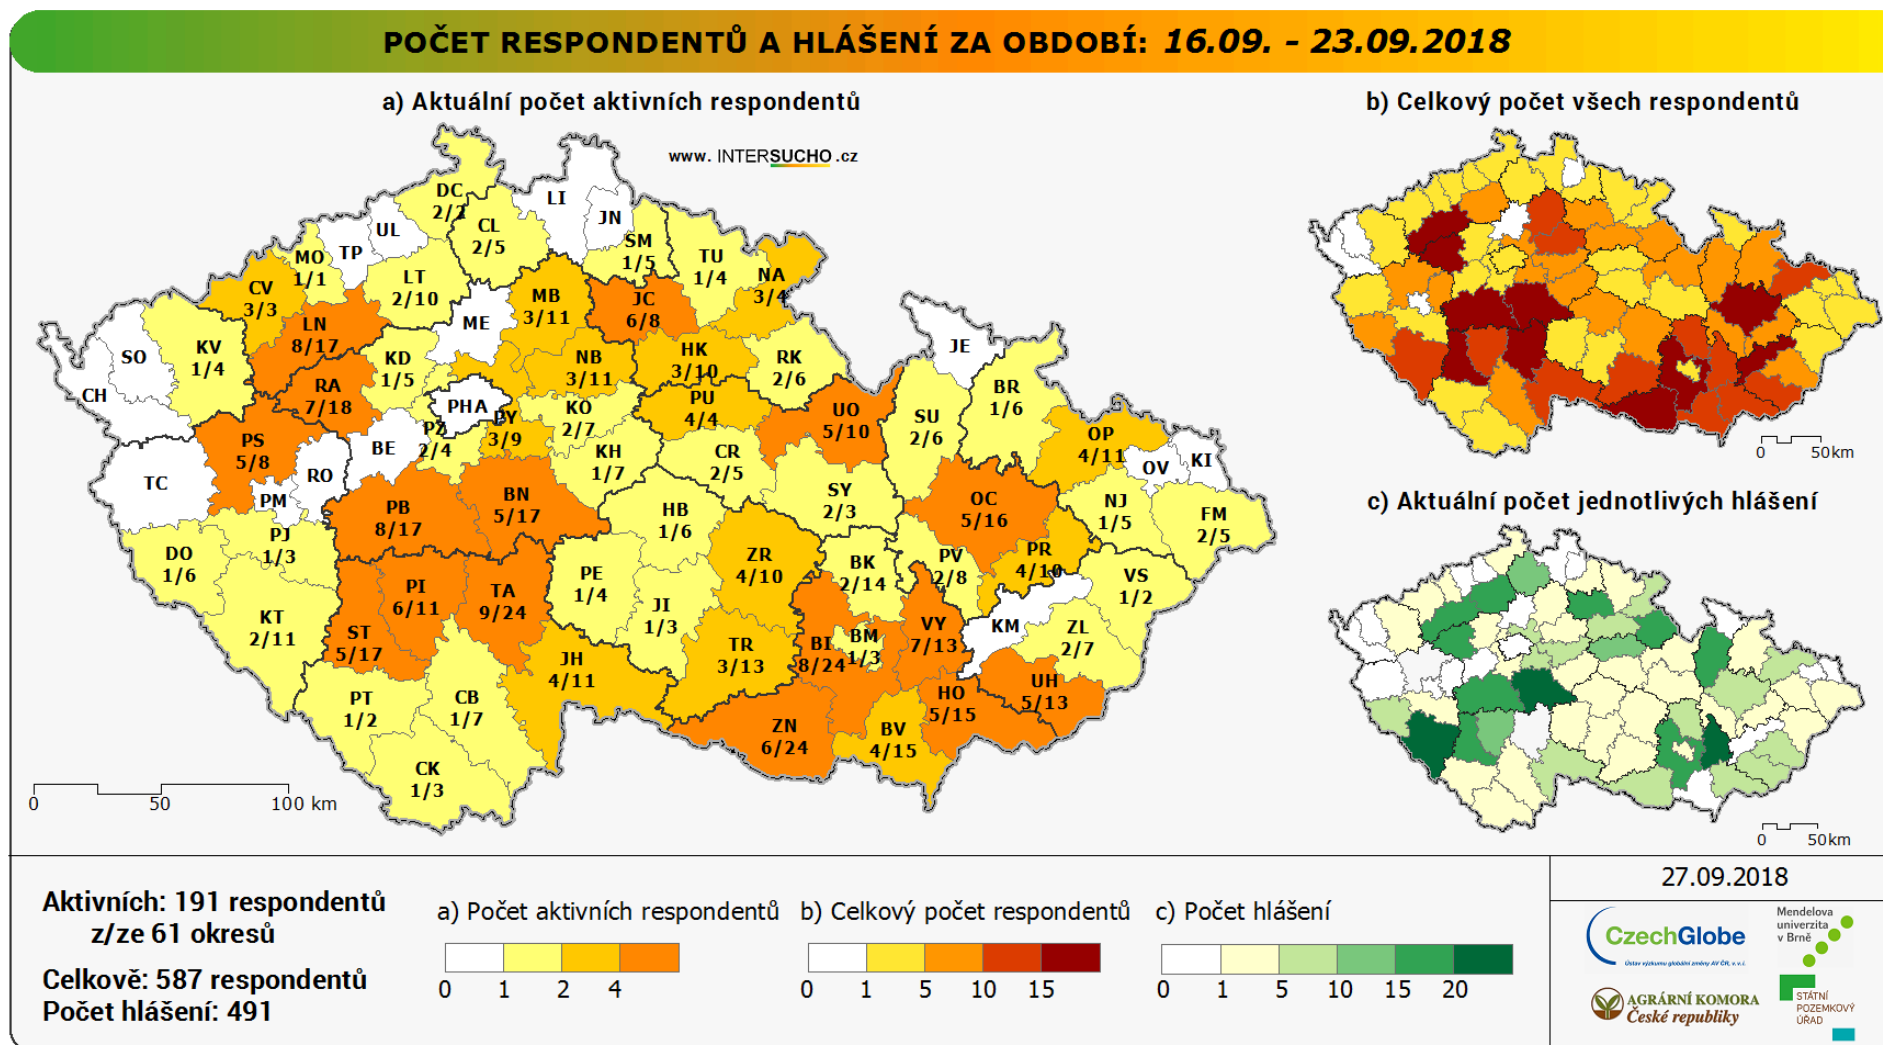 POČET RESPONDENTŮ A HLÁŠENÍ ZA OBDOBÍ: 16.09. - 23.09.2018
a) Aktuální počet aktivních respondentů
www. INTERSUCHO.cz
DC
2/2
LI
JN
UL
CL
2/5
SM
1/5
TU
1/4
NA
3/4
MO
1/1
TP
LT
2/10
CV
3/3
MB
3/11
JC
6/8
LN
8/17
ME
SO
KV
1/4
KD
1/5
NB
3/11
HK
3/10
RK
2/6
JE
CH
RA
7/18
PHA
KO
2/7
PU
4/4
UO
5/10
SU
2/6
BR
1/6
PS
5/8
BE
PZ
2/4
PY
3/9
KH
1/7
CR
2/5
OP
4/11
OV
KI
TC
RO
PM
PB
8/17
BN
5/17
HB
1/6
SY
2/3
OC
5/16
NJ
1/5
FM
2/5
DO
1/6
PJ
1/3
ZR
4/10
BK
2/14
PV
2/8
PR
4/10
VS
1/2
KT
2/11
PI
6/11
TA
9/24
PE
1/4
JI
1/3
ST
5/17
TR
3/13
BI
8/24
BM
1/3
VY
7/13
KM
ZL
2/7
PT
1/2
CB
1/7
JH
4/11
ZN
6/24
BV
4/15
HO
5/15
UH
5/13
CK
1/3
0 50 100 km
b) Celkový počet všech respondentů
0 50km
c) Aktuální počet jednotlivých hlášení
0 50km
Aktivních: 191 respondentů
z/ze 61 okresů
Celkově: 587 respondentů
Počet hlášení: 491
a) Počet aktivních respondentů
0 1 2 4
b) Celkový počet respondentů
0 1 5 10 15
c) Počet hlášení
0 1 5 10 15 20
27.09.2018
CzechGlobe
Ústav výzkumu globální změny AV ČR, v. v. i.
Mendelova
univerzita
v Brně
AGRÁRNÍ KOMORA
České republiky
STÁTNÍ
POZEMKOVÝ
ÚŘAD